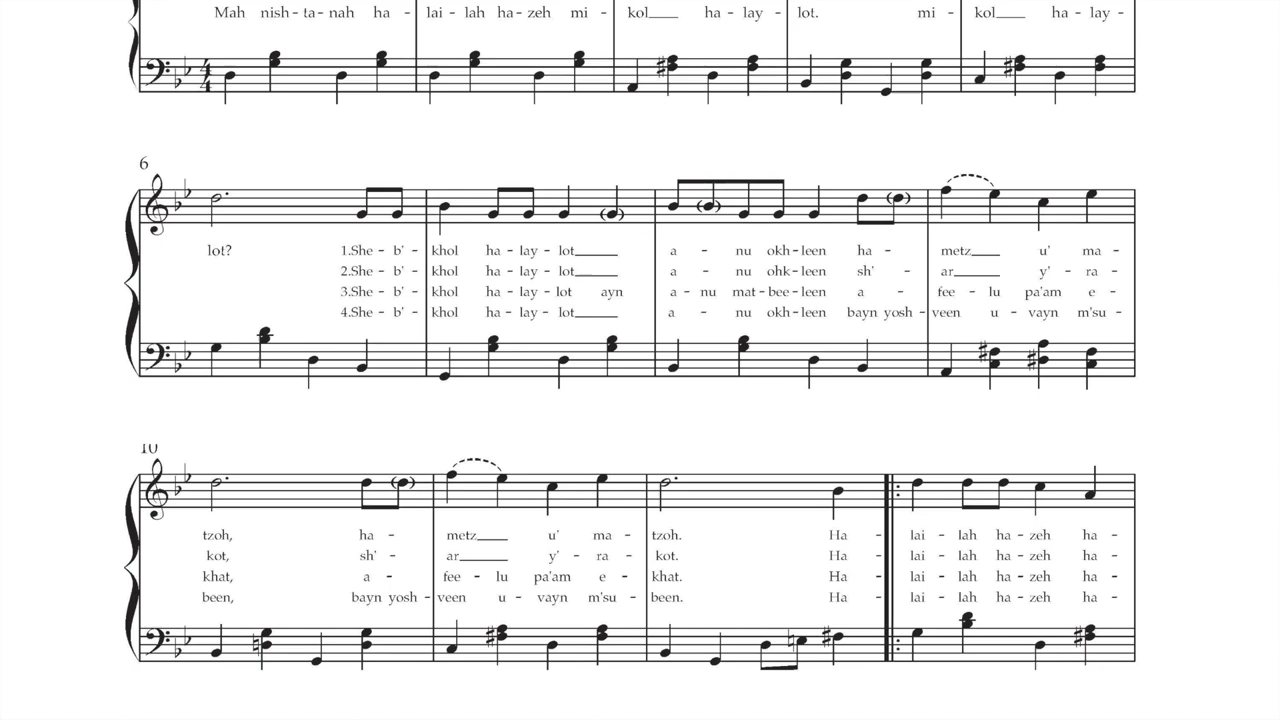 Mah nish - ta - nah ha - lai - lah ha - zeh mi - kol ha - lay - lot. mi - kol ha - lay -
6
lot? 1.She - b' - khol ha - lay - lot a - nu okh - leen ha - metz u' ma -
2.She - b' - khol ha - lay - lot a - nu ohk - leen sh' - ar y' - ra -
3.She - b' - khol ha - lay - lot ayn a - nu mat - bee - leen a - fee - lu pa'am e -
4.She - b' - khol ha - lay - lot a - nu okh - leen bayn yosh - veen u - vayn m'su -
10
tzoh, ha - metz u' ma - tzoh. Ha - lai - lah ha - zeh ha -
kot, sh' - ar y' - ra - kot. Ha - lai - lah ha - zeh ha -
khat, a - fee - lu pa'am e - khat. Ha - lai - lah ha - zeh ha -
been, bayn yosh - veen u - vayn m'su - been. Ha - lai - lah ha - zeh ha -